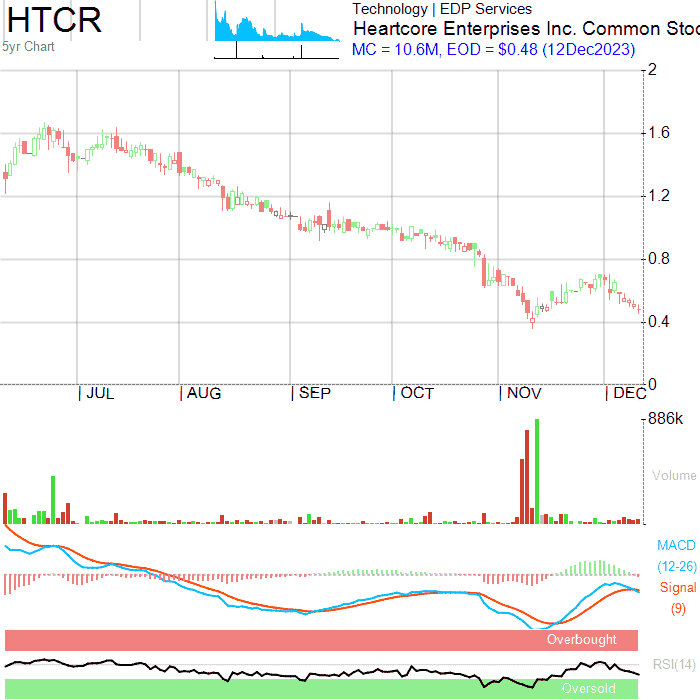 HTCR
5yr Chart
Technology | EDP Services
Heartcore Enterprises Inc. Common Stoc
MC = 10.6M, EOD = $0.48 (12Dec2023)
2
1.6
1.2
0.8
0.4
0
| JUL | AUG | SEP | OCT | NOV | DEC
886k
Volume
MACD
(12-26)
Signal
(9)
Overbought
RSI(14)
Oversold